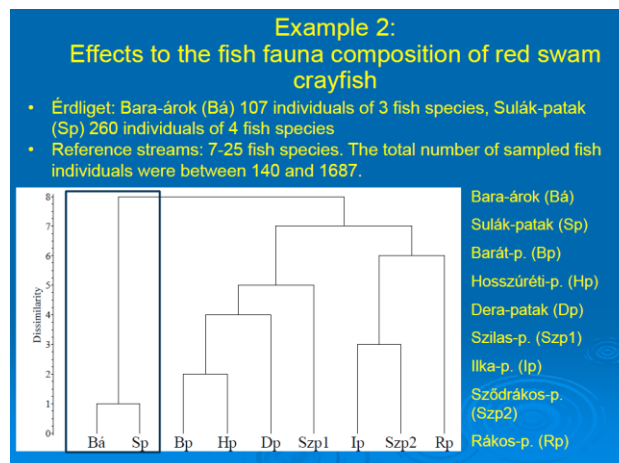 Example 2:
Effects to the fish fauna composition of red swam
crayfish
• Érdliget: Bara-árok (Bá) 107 individuals of 3 fish species, Sulák-patak
(Sp) 260 individuals of 4 fish species
• Reference streams: 7-25 fish species. The total number of sampled fish
individuals were between 140 and 1687.
8
7
6
5
4
3
2
1
0
Dissimilarity
Bá Sp Bp Hp Dp Szp1 Ip Szp2 Rp
Bara-árok (Bá)
Sulák-patak (Sp)
Barát-p. (Bp)
Hosszúréti-p. (Hp)
Dera-patak (Dp)
Szilas-p. (Szp1)
Ilka-p. (Ip)
Sződrákos-p.
(Szp2)
Rákos-p. (Rp)